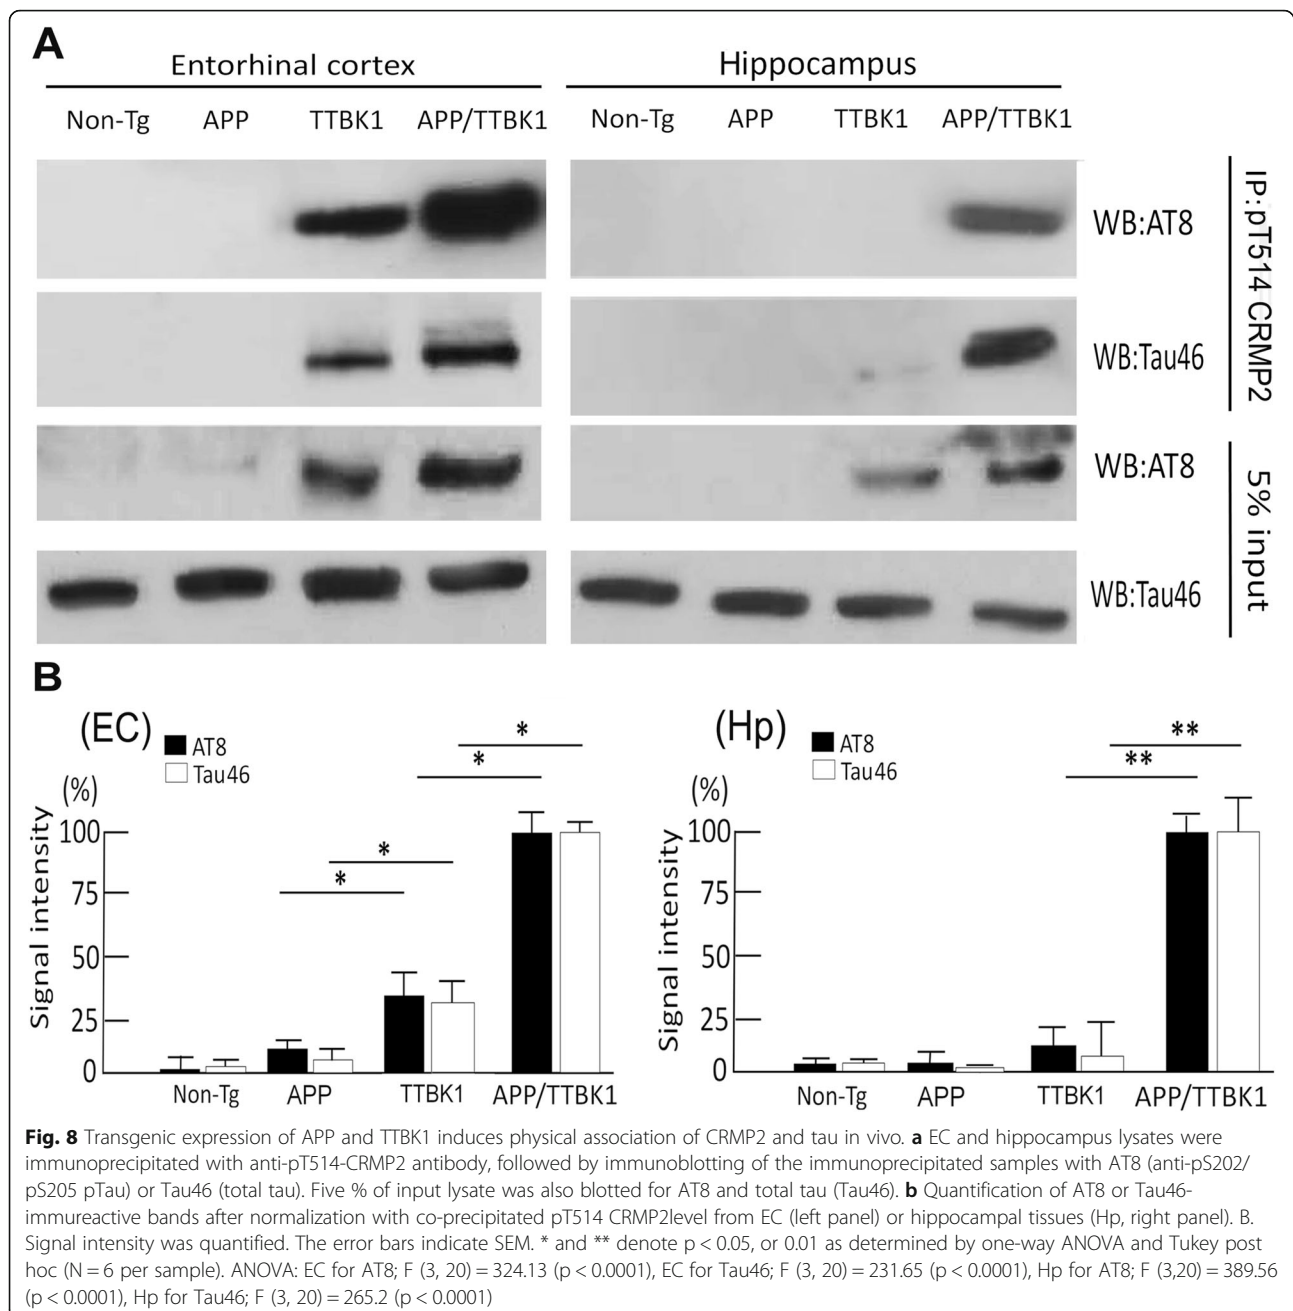 A
Entorhinal cortex
Hippocampus
Non-Tg APP TTBK1 APP/TTBK1
Non-Tg APP TTBK1 APP/TTBK1
WB:AT8
WB:Tau46
IP:pT514 CRMP2
WB:AT8
WB:Tau46
5% input
B
(EC)
AT8
Tau46
(%)
Signal intensity
100
75
50
25
0
* *
* *
Non-Tg APP TTBK1 APP/TTBK1
(Hp)
AT8
Tau46
(%)
Signal intensity
100
75
50
25
0
**
**
Non-Tg APP TTBK1 APP/TTBK1
Fig. 8 Transgenic expression of APP and TTBK1 induces physical association of CRMP2 and tau in vivo. a EC and hippocampus lysates were
immunoprecipitated with anti-pT514-CRMP2 antibody, followed by immunoblotting of the immunoprecipitated samples with AT8 (anti-pS202/
pS205 pTau) or Tau46 (total tau). Five % of input lysate was also blotted for AT8 and total tau (Tau46). b Quantification of AT8 or Tau46-
immureactive bands after normalization with co-precipitated pT514 CRMP2level from EC (left panel) or hippocampal tissues (Hp, right panel). B.
Signal intensity was quantified. The error bars indicate SEM. * and ** denote p < 0.05, or 0.01 as determined by one-way ANOVA and Tukey post
hoc (N = 6 per sample). ANOVA: EC for AT8; F (3, 20) = 324.13 (p < 0.0001), EC for Tau46; F (3, 20) = 231.65 (p < 0.0001), Hp for AT8; F (3,20) = 389.56
(p < 0.0001), Hp for Tau46; F (3, 20) = 265.2 (p < 0.0001)